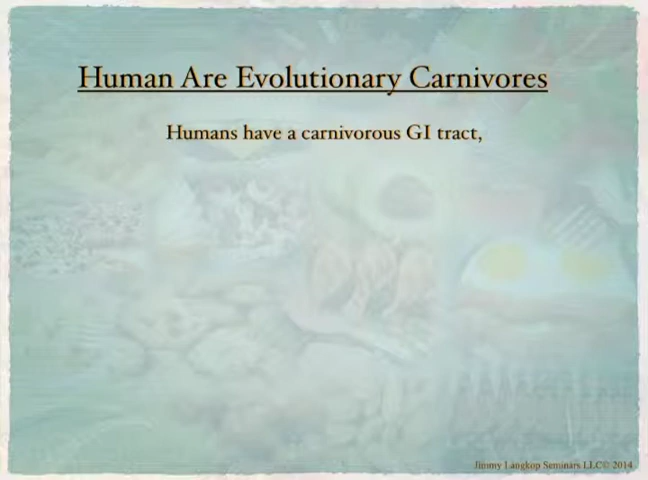 Human Are Evolutionary Carnivores
Humans have a carnivorous GI tract,
Jimmy Langkop Seminars LLC© 2014